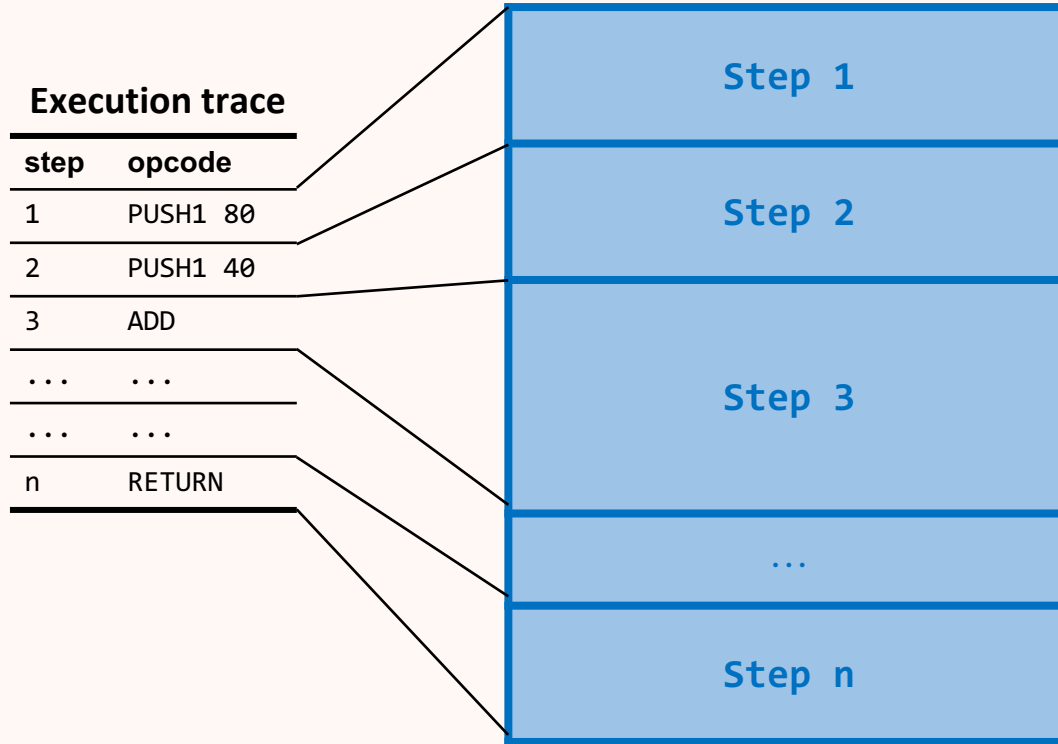 Execution trace
step opcode
1 PUSH1 80
2 PUSH1 40
3 ADD
... ...
... ...
n RETURN
Step 1
Step 2
Step 3
...
Step n